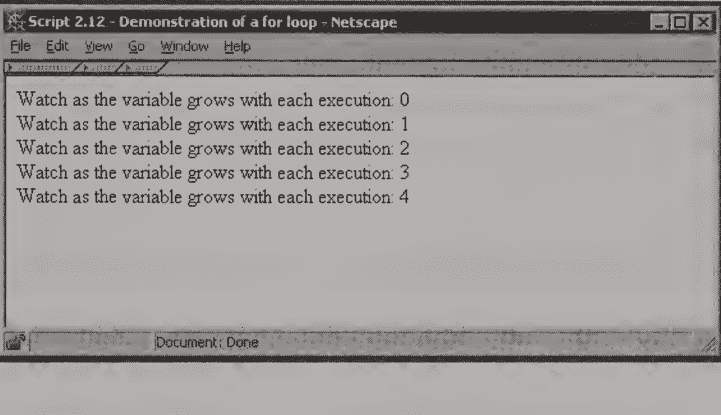 Script 2.12 - Demonstration of a for loop - Netscape
File Edit View Go Window Help
Watch as the variable grows with each execution: 0
Watch as the variable grows with each execution: 1
Watch as the variable grows with each execution: 2
Watch as the variable grows with each execution: 3
Watch as the variable grows with each execution: 4
Document: Done